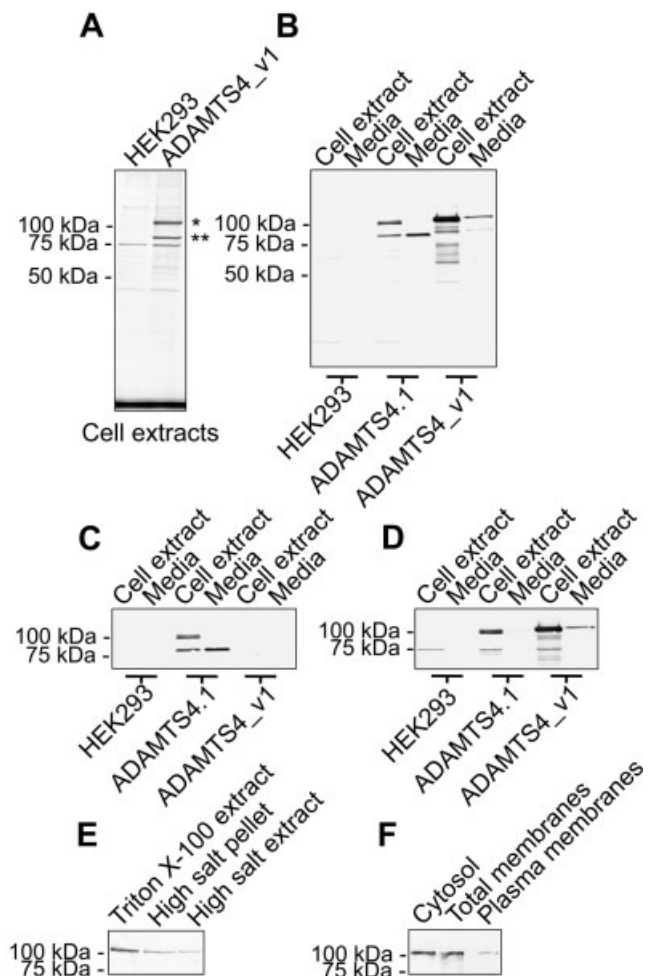 A
HEK293
ADAMTS4_v1
100 kDa -
75 kDa -
50 kDa -
*
**
Cell extracts
B
Cell extract
Media
Cell extract
Media
Cell extract
Media
100 kDa -
75 kDa -
50 kDa -
HEK293
ADAMTS4.1
ADAMTS4_v1
C
Cell extract
Media
Cell extract
Media
Cell extract
Media
100 kDa -
75 kDa -
HEK293
ADAMTS4.1
ADAMTS4_v1
D
Cell extract
Media
Cell extract
Media
Cell extract
Media
100 kDa -
75 kDa -
HEK293
ADAMTS4.1
ADAMTS4_v1
E
Triton X-100 extract
High salt pellet
High salt extract
100 kDa -
75 kDa -
F
Cytosol
Total membranes
Plasma membranes
100 kDa -
75 kDa -